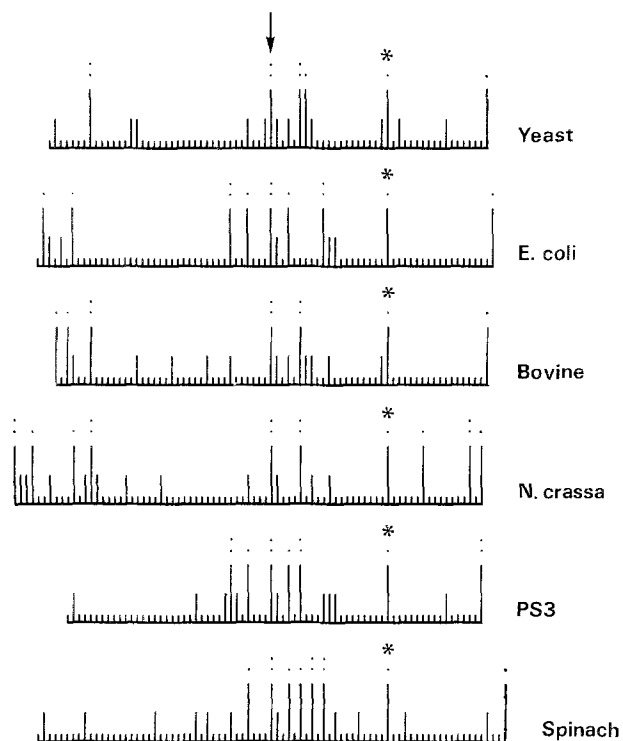 *
Yeast
*
E. coli
*
Bovine
*
N. crassa
*
PS3
*
Spinach